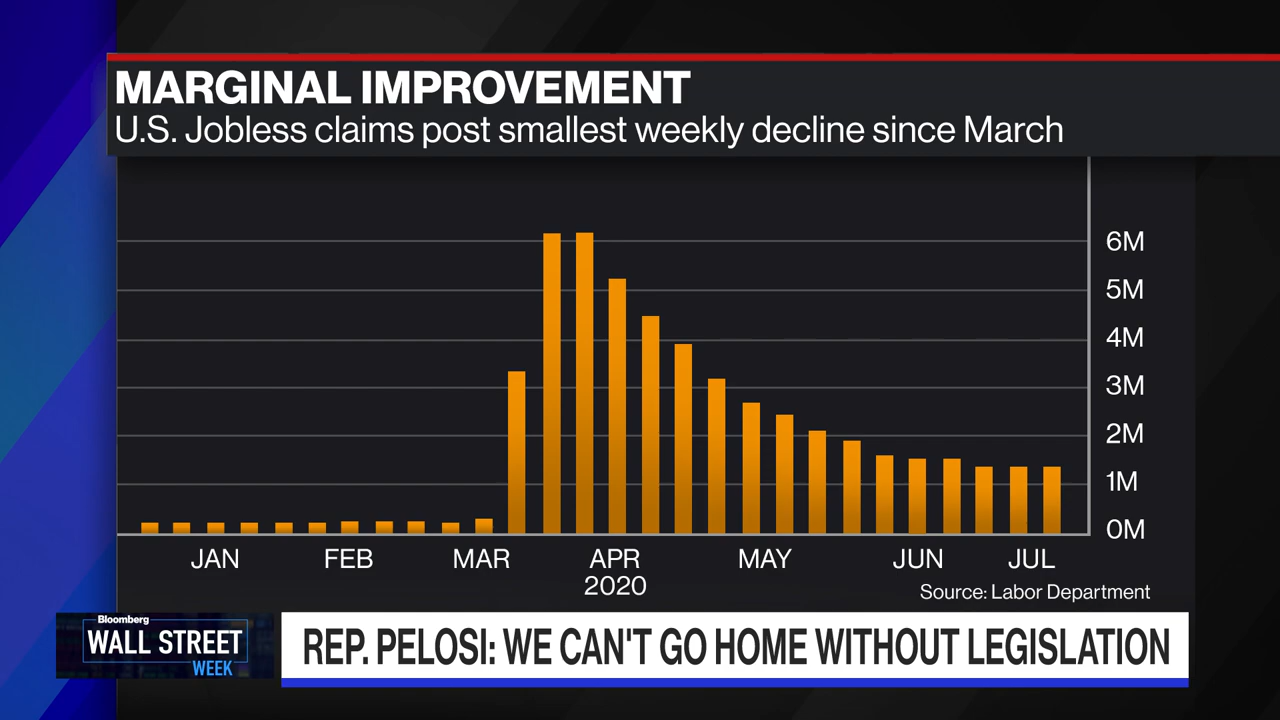 MARGINAL IMPROVEMENT
U.S. Jobless claims post smallest weekly decline since March
6M
5M
4M
3M
2M
1M
0M
JAN FEB MAR APR MAY JUN JUL
2020
Source: Labor Department
Bloomberg
WALL STREET
WEEK
REP. PELOSI: WE CAN'T GO HOME WITHOUT LEGISLATION